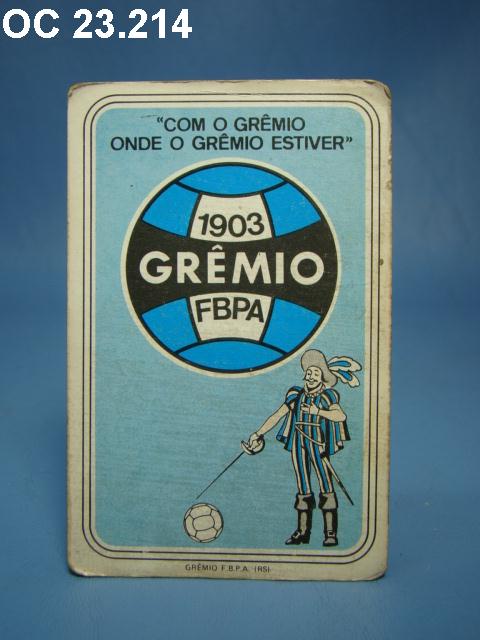 OC 23.214
"COM O GRÊMIO
ONDE O GRÊMIO ESTIVER"
1903
GRÊMIO
FBPA
GRÊMIO F.B.P.A. (RS)